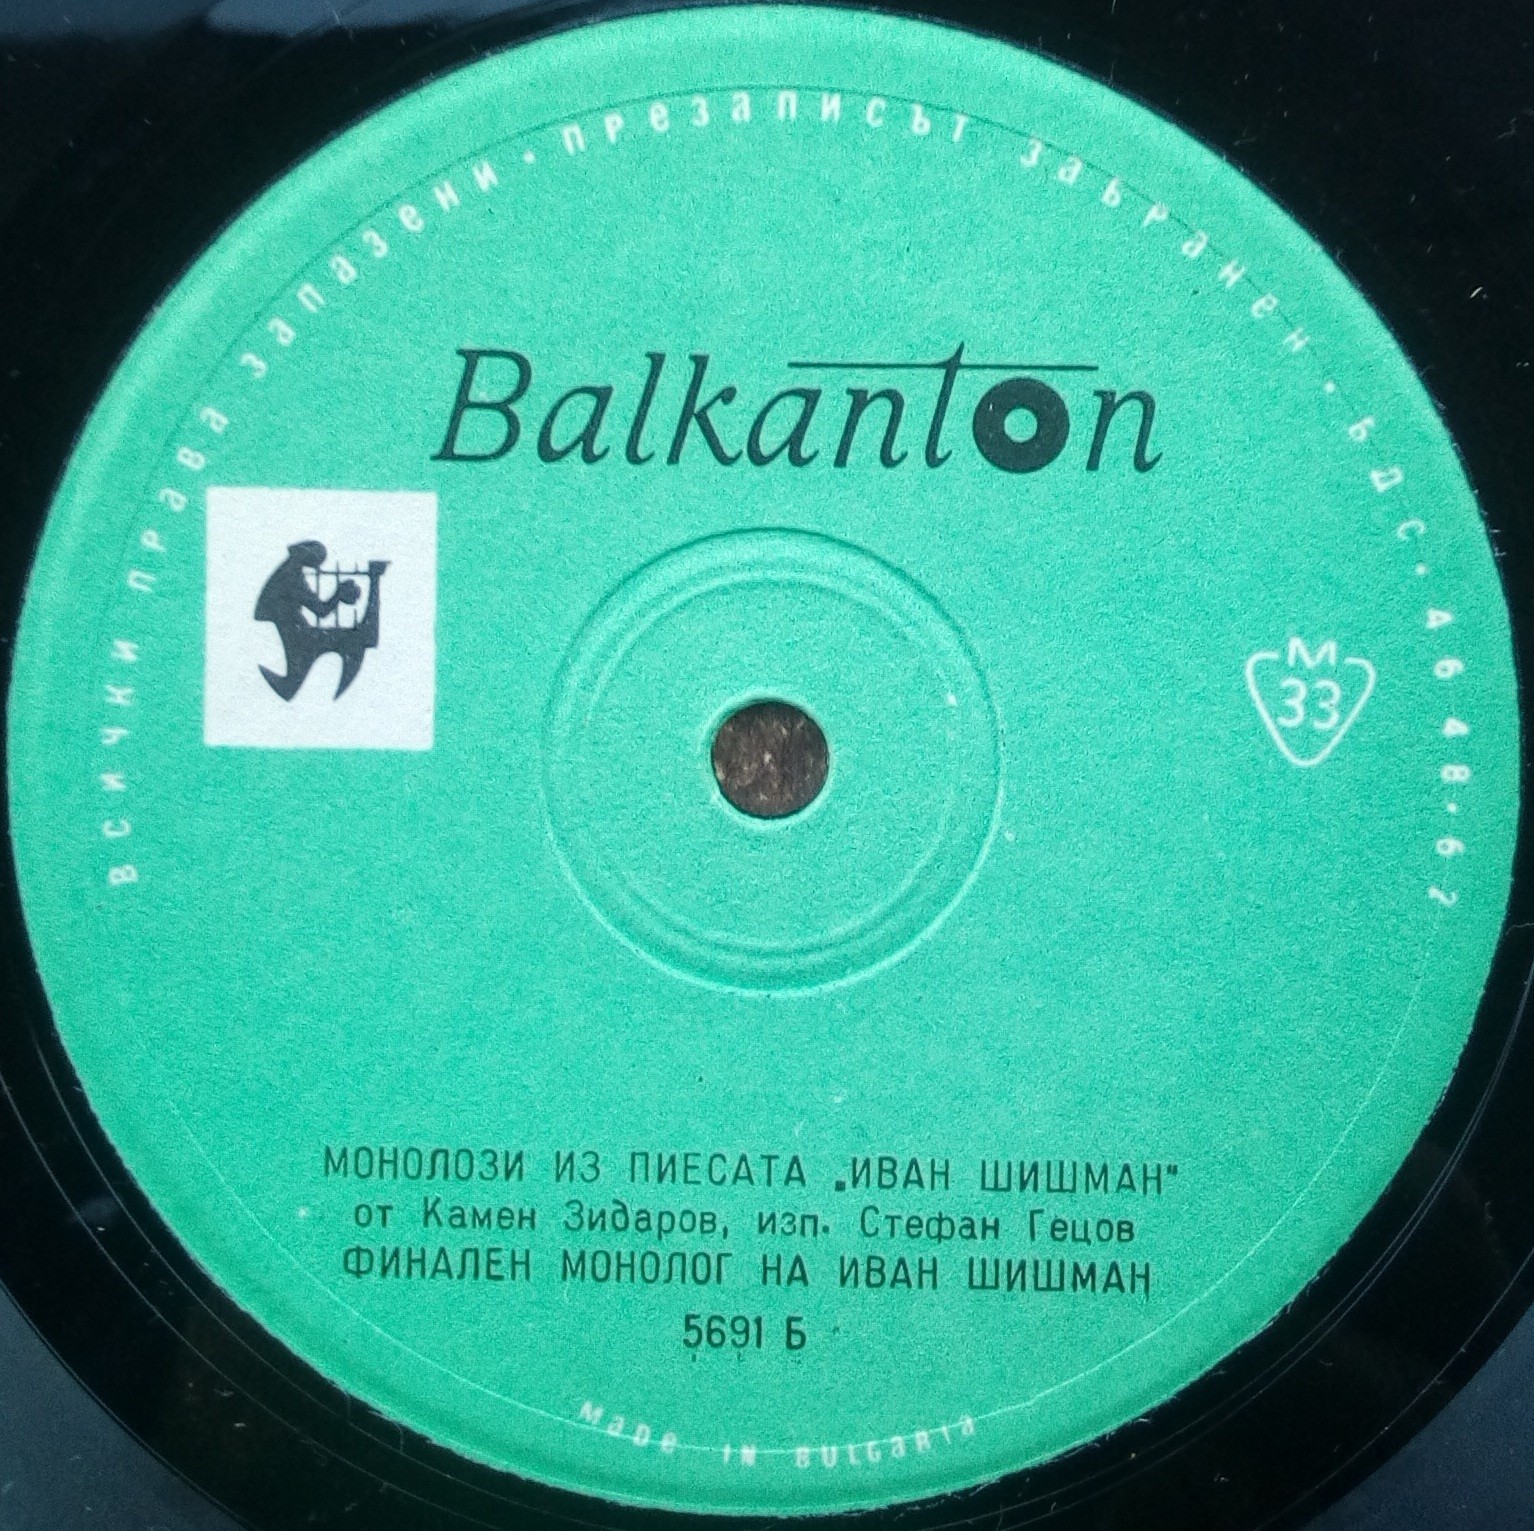 всички права запазени · презаписът забранен · бдс · 4648·62
Balkanton
М
33
МОНОЛОЗИ ИЗ ПИЕСАТА „ИВАН ШИШМАН"
от Камен Зидаров, изп. Стефан Гецов
ФИНАЛЕН МОНОЛОГ НА ИВАН ШИШМАН
5691 Б
made in Bulgaria